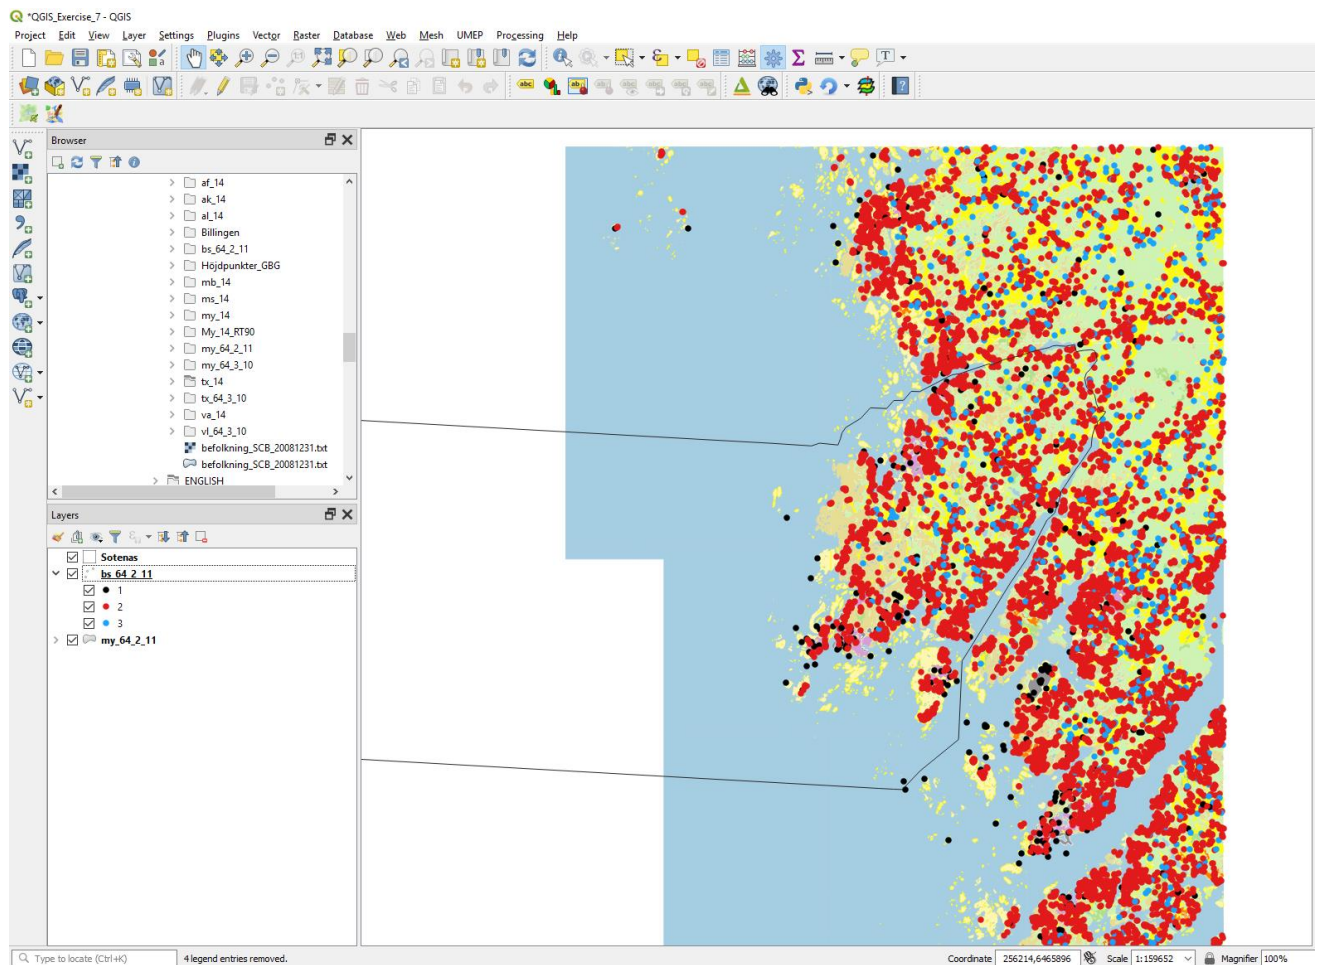 *QGIS_Exercise_7 - QGIS
Project Edit View Layer Settings Plugins Vector Raster Database Web Mesh UMEP Processing Help
Browser
af_14
ak_14
al_14
Billingen
bs_64_2_11
Höjdpunkter_GBG
mb_14
ms_14
my_14
My_14_RT90
my_64_2_11
my_64_3_10
tx_14
tx_64_3_10
va_14
vl_64_3_10
befolkning_SCB_20081231.txt
befolkning_SCB_20081231.txt
ENGLISH
Layers
Sotenas
bs_64_2_11
1
2
3
my_64_2_11
Type to locate (Ctrl+K) 4 legend entries removed. Coordinate 256214,6465896 Scale 1:159652 Magnifier 100%